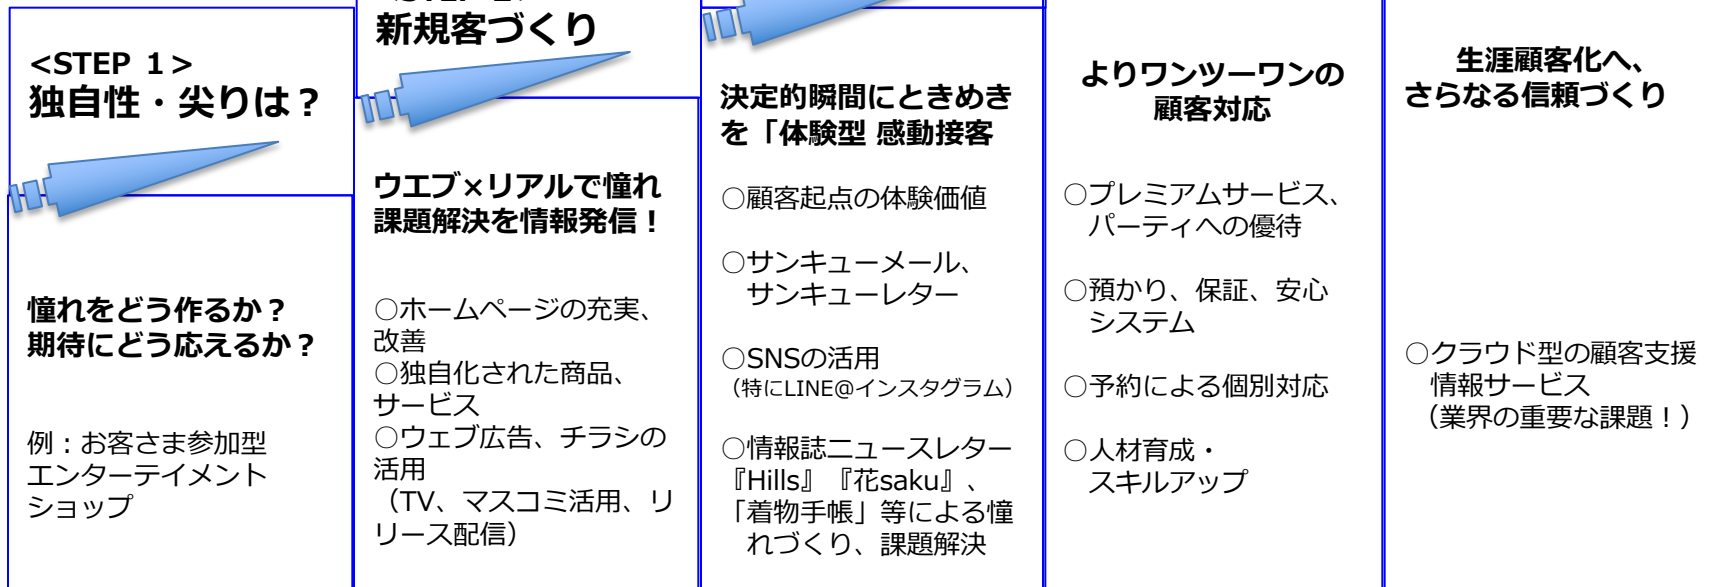 <STEP １>
独自性・尖りは？
憧れをどう作るか？
期待にどう応えるか？
例：お客さま参加型
エンターテイメント
ショップ
新規客づくり
ウエブ×リアルで憧れ
課題解決を情報発信！
○ホームページの充実、
改善
○独自化された商品、
サービス
○ウェブ広告、チラシの
活用
（TV、マスコミ活用、リ
リース配信）
決定的瞬間にときめき
を「体験型 感動接客
○顧客起点の体験価値
○サンキューメール、
サンキューレター
○SNSの活用
（特にLINE@インスタグラム）
○情報誌ニュースレター
『Hills』『花saku』、
「着物手帳」等による憧
れづくり、課題解決
よりワンツーワンの
顧客対応
○プレミアムサービス、
パーティへの優待
○預かり、保証、安心
システム
○予約による個別対応
○人材育成・
スキルアップ
生涯顧客化へ、
さらなる信頼づくり
○クラウド型の顧客支援
情報サービス
（業界の重要な課題！）